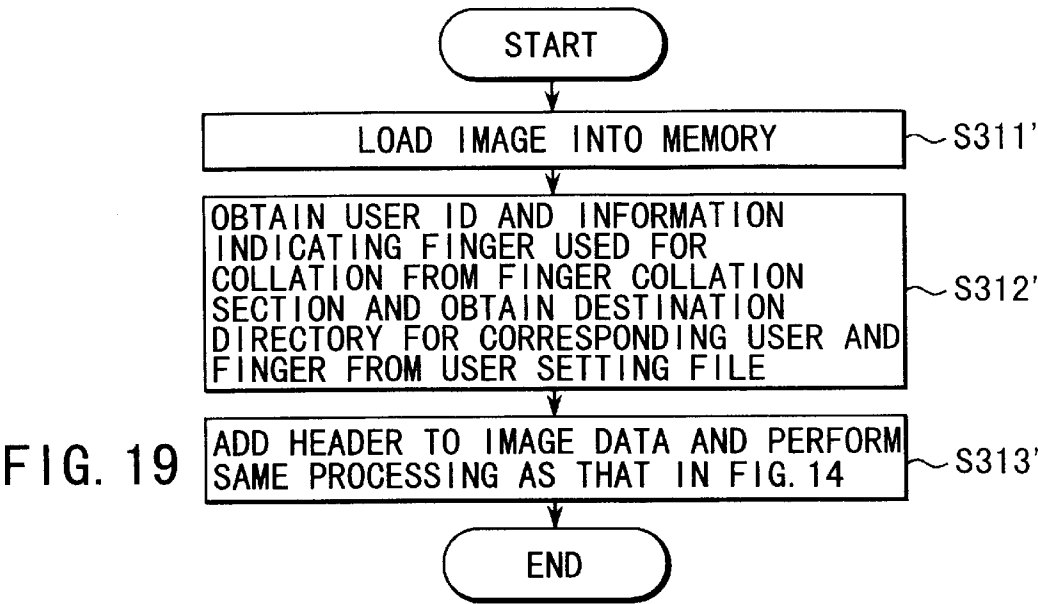 START
LOAD IMAGE INTO MEMORY
S311'
OBTAIN USER ID AND INFORMATION
INDICATING FINGER USED FOR
COLLATION FROM FINGER COLLATION
SECTION AND OBTAIN DESTINATION
DIRECTORY FOR CORRESPONDING USER AND
FINGER FROM USER SETTING FILE
S312'
FIG. 19
ADD HEADER TO IMAGE DATA AND PERFORM
SAME PROCESSING AS THAT IN FIG. 14
S313'
END